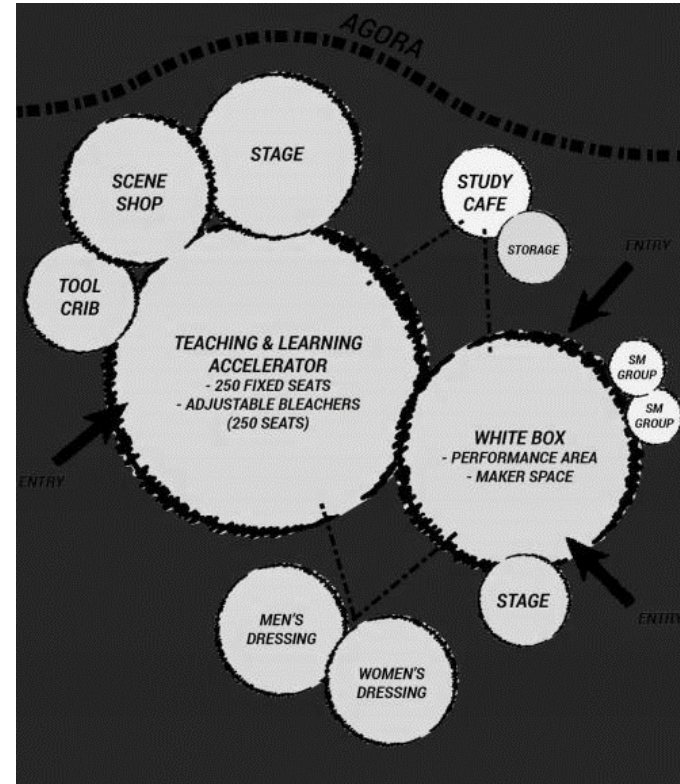 AGORA
STAGE
SCENE
SHOP
STUDY
CAFE
STORAGE
ENTRY
TOOL
CRIB
TEACHING & LEARNING
ACCELERATOR
- 250 FIXED SEATS
- ADJUSTABLE BLEACHERS
(250 SEATS)
SM
GROUP
SM
GROUP
WHITE BOX
- PERFORMANCE AREA
- MAKER SPACE
ENTRY
STAGE
ENTRY
MEN'S
DRESSING
WOMEN'S
DRESSING